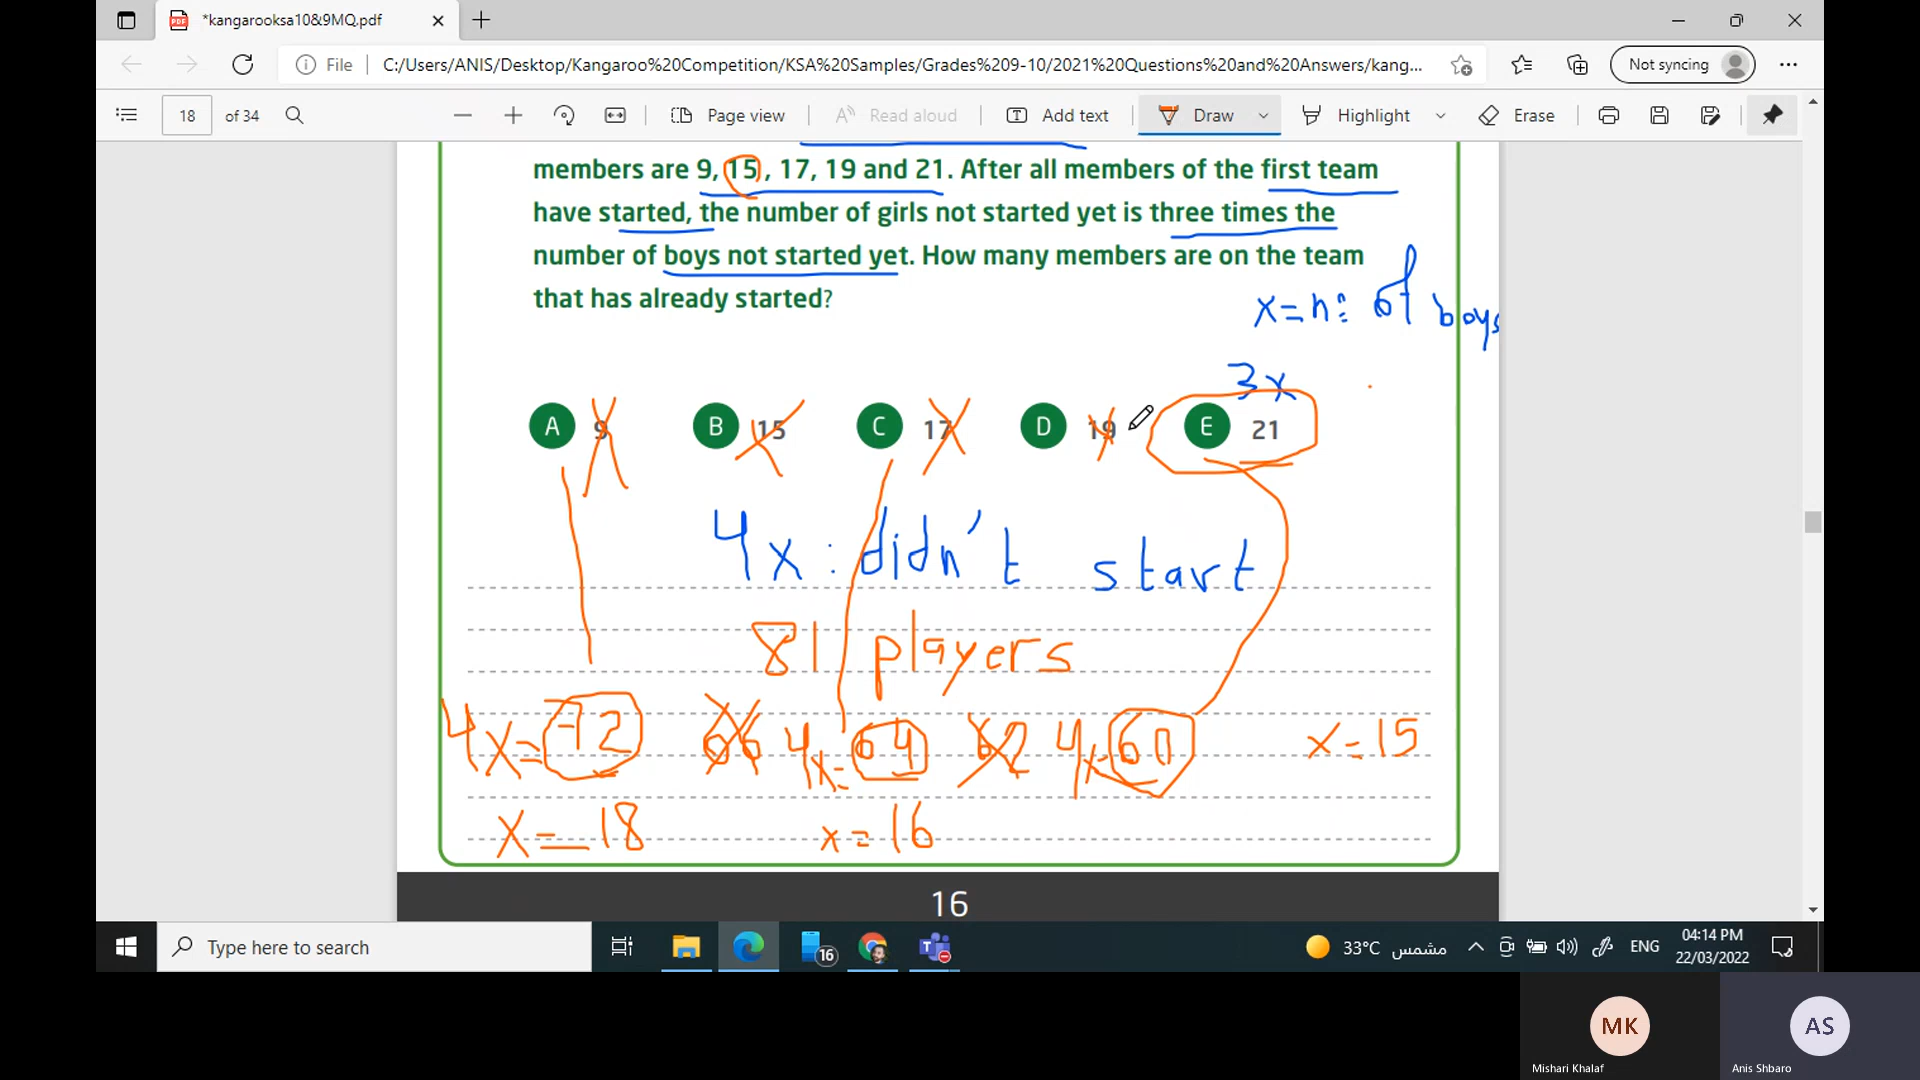 *kangarooksa10&9MQ.pdf
File C:/Users/ANIS/Desktop/Kangaroo%20Competition/KSA%20Samples/Grades%209-10/2021%20Questions%20and%20Answers/kang... Not syncing
18 of 34 Page view Read aloud Add text Draw Highlight Erase
members are 9, 15, 17, 19 and 21. After all members of the first team
have started, the number of girls not started yet is three times the
number of boys not started yet. How many members are on the team
that has already started?
x=n: of boys
3x
A 9 B 15 C 17 D 19 E 21
4x: didn't start
81 players
4x=72 66 4x=64 62 4x=60 x=15
x=18 x=16
16
Type here to search 16 33°C مشمس ENG 04:14 PM
22/03/2022
MK AS
Mishari Khalaf Anis Shbaro